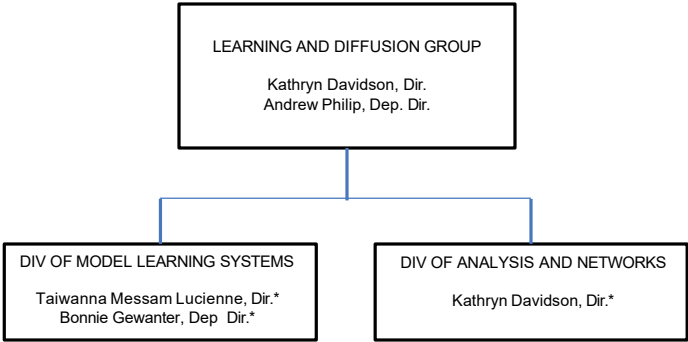 LEARNING AND DIFFUSION GROUP
Kathryn Davidson, Dir.
Andrew Philip, Dep. Dir.
DIV OF MODEL LEARNING SYSTEMS
Taiwanna Messam Lucienne, Dir.*
Bonnie Gewanter, Dep Dir.*
DIV OF ANALYSIS AND NETWORKS
Kathryn Davidson, Dir.*